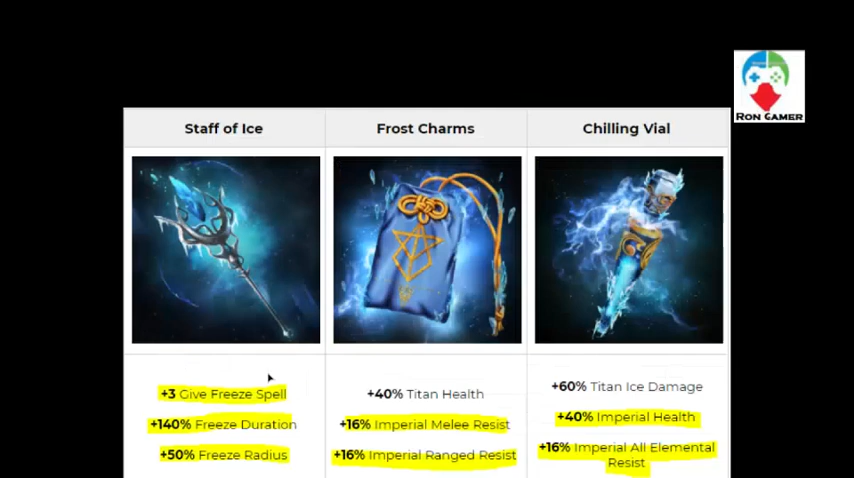 RON GAMER
Staff of Ice
Frost Charms
Chilling Vial
+3 Give Freeze Spell
+140% Freeze Duration
+50% Freeze Radius
+40% Titan Health
+16% Imperial Melee Resist
+16% Imperial Ranged Resist
+60% Titan Ice Damage
+40% Imperial Health
+16% Imperial All Elemental
Resist